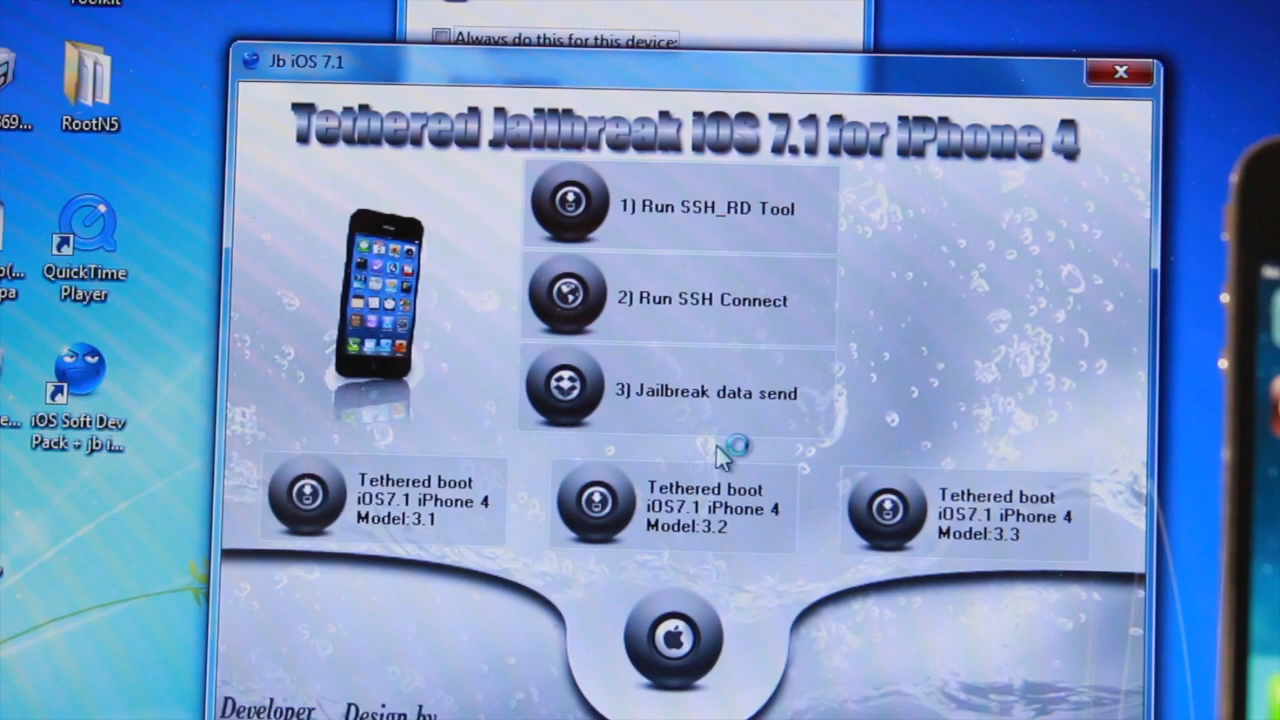 Toolkit
Always do this for this device:
Jb iOS 7.1
Tethered Jailbreak iOS 7.1 for iPhone 4
1) Run SSH_RD Tool
2) Run SSH Connect
3) Jailbreak data send
Tethered boot
iOS7.1 iPhone 4
Model:3.1
Tethered boot
iOS7.1 iPhone 4
Model:3.2
Tethered boot
iOS7.1 iPhone 4
Model:3.3
Developer
Design by
69...
RootN5
QuickTime
Player
iOS Soft Dev
Pack + jb i...